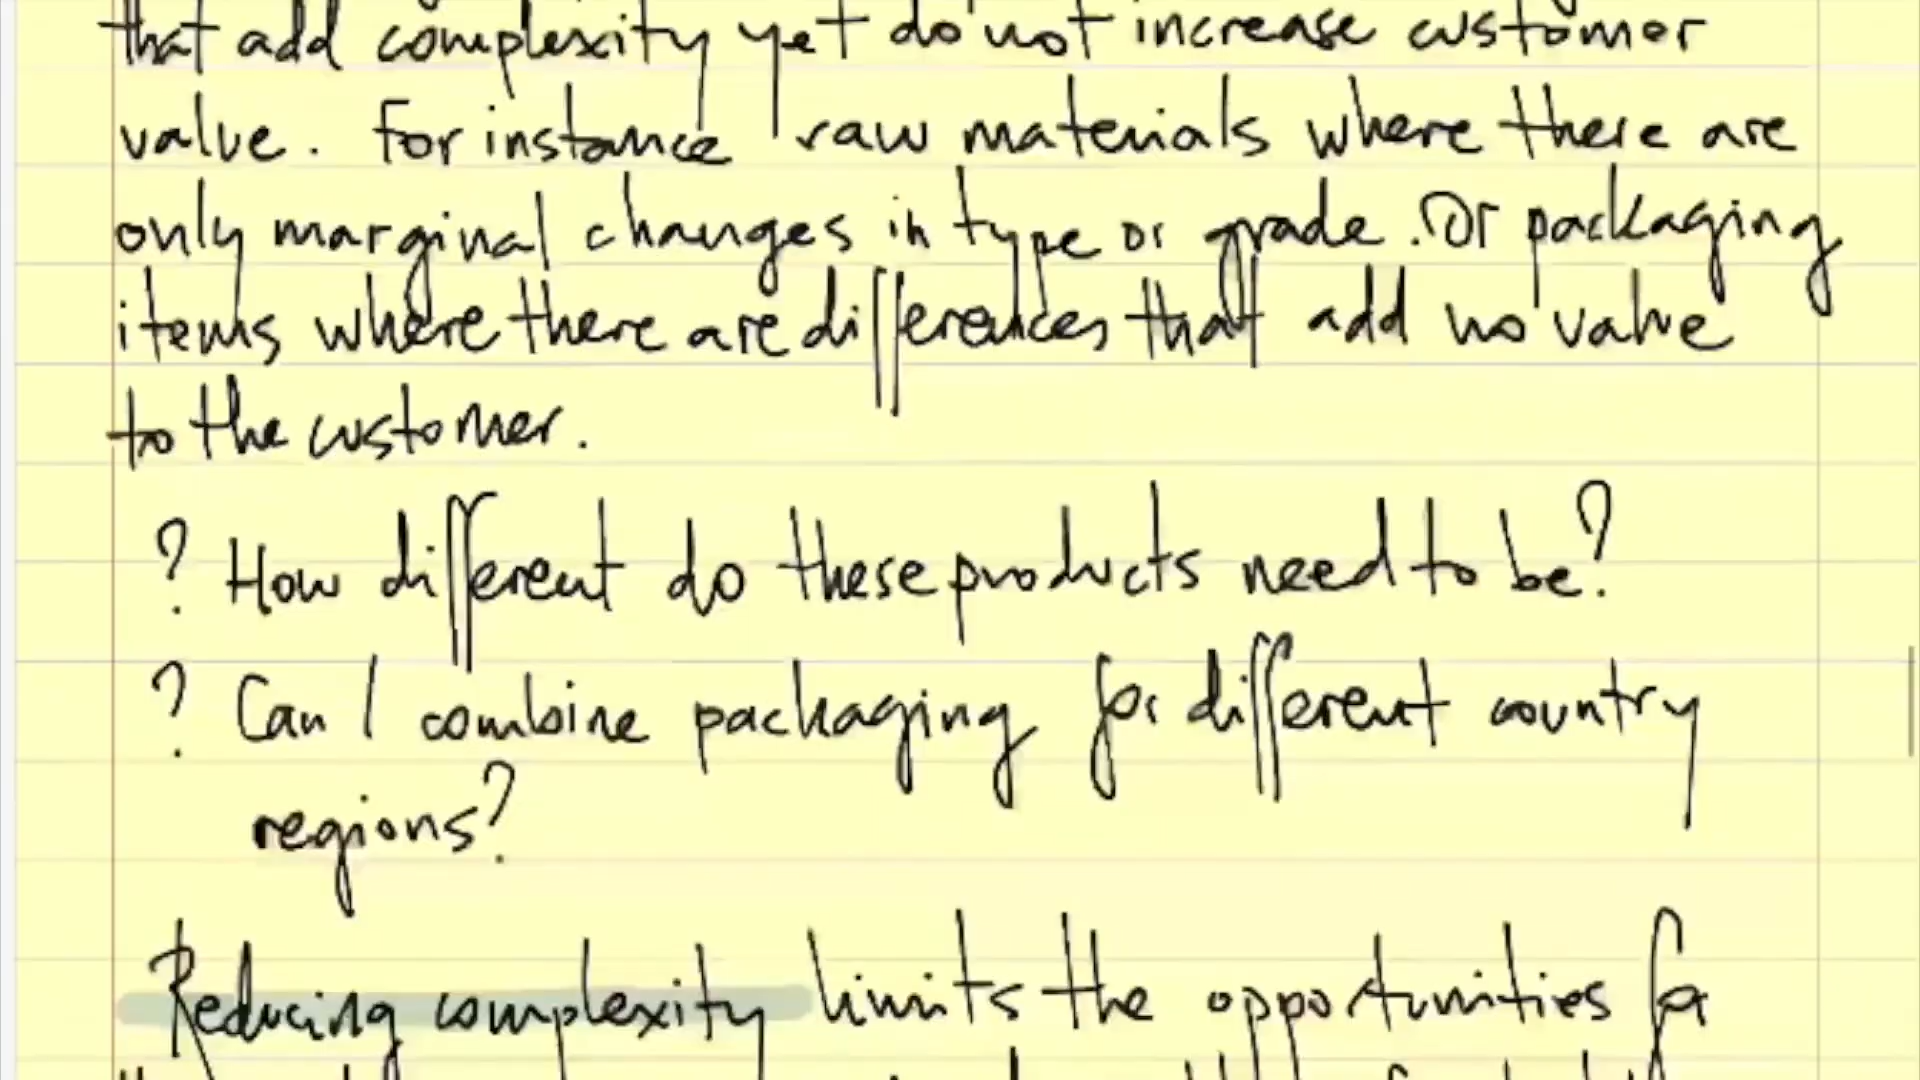 that add complexity yet do not increase customer
value. For instance raw materials where there are
only marginal changes in type or grade. Or packaging
items where there are differences that add no value
to the customer.
? How different do these products need to be?
? Can I combine packaging for different country
regions?
Reducing complexity limits the opportunities for